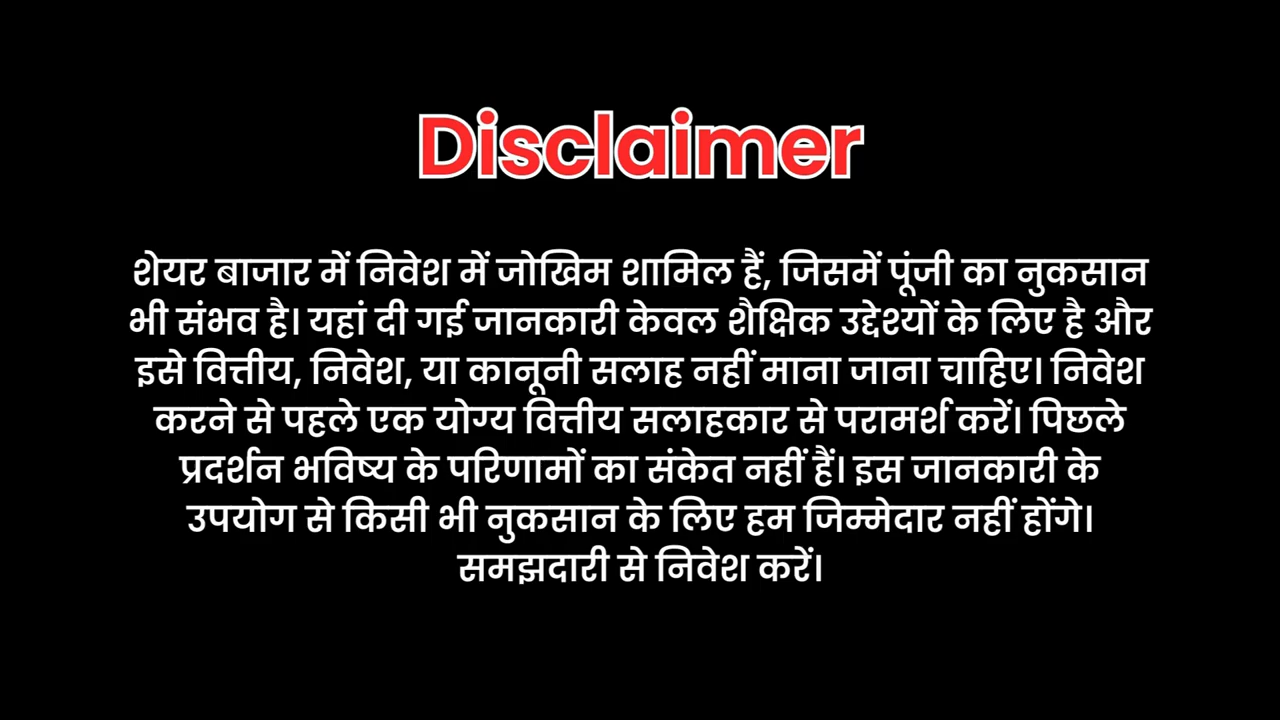 Disclaimer
शेयर बाजार में निवेश में जोखिम शामिल हैं, जिसमें पूंजी का नुकसान
भी संभव है। यहां दी गई जानकारी केवल शैक्षिक उद्देश्यों के लिए है और
इसे वित्तीय, निवेश, या कानूनी सलाह नहीं माना जाना चाहिए। निवेश
करने से पहले एक योग्य वित्तीय सलाहकार से परामर्श करें। पिछले
प्रदर्शन भविष्य के परिणामों का संकेत नहीं हैं। इस जानकारी के
उपयोग से किसी भी नुकसान के लिए हम जिम्मेदार नहीं होंगे।
समझदारी से निवेश करें।